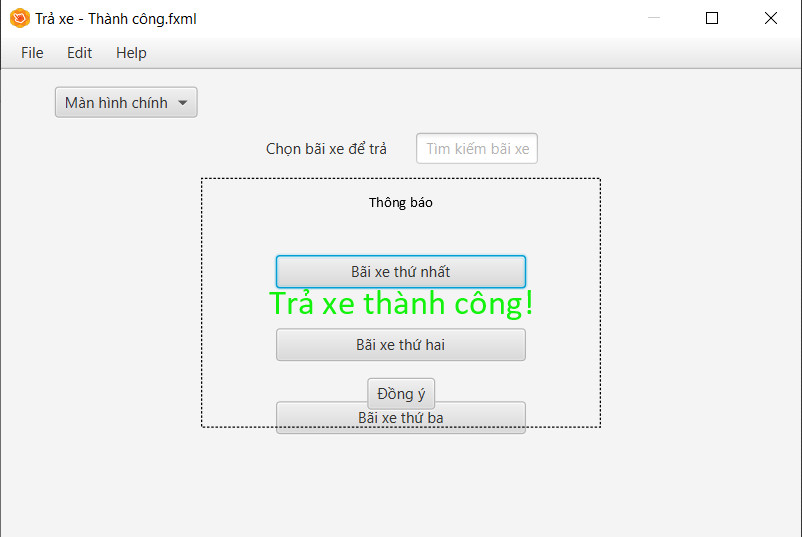 Trả xe - Thành công.fxml
File Edit Help
Màn hình chính
Chọn bãi xe để trả Tìm kiếm bãi xe
Thông báo
Bãi xe thứ nhất
Trả xe thành công!
Bãi xe thứ hai
Đồng ý
Bãi xe thứ ba